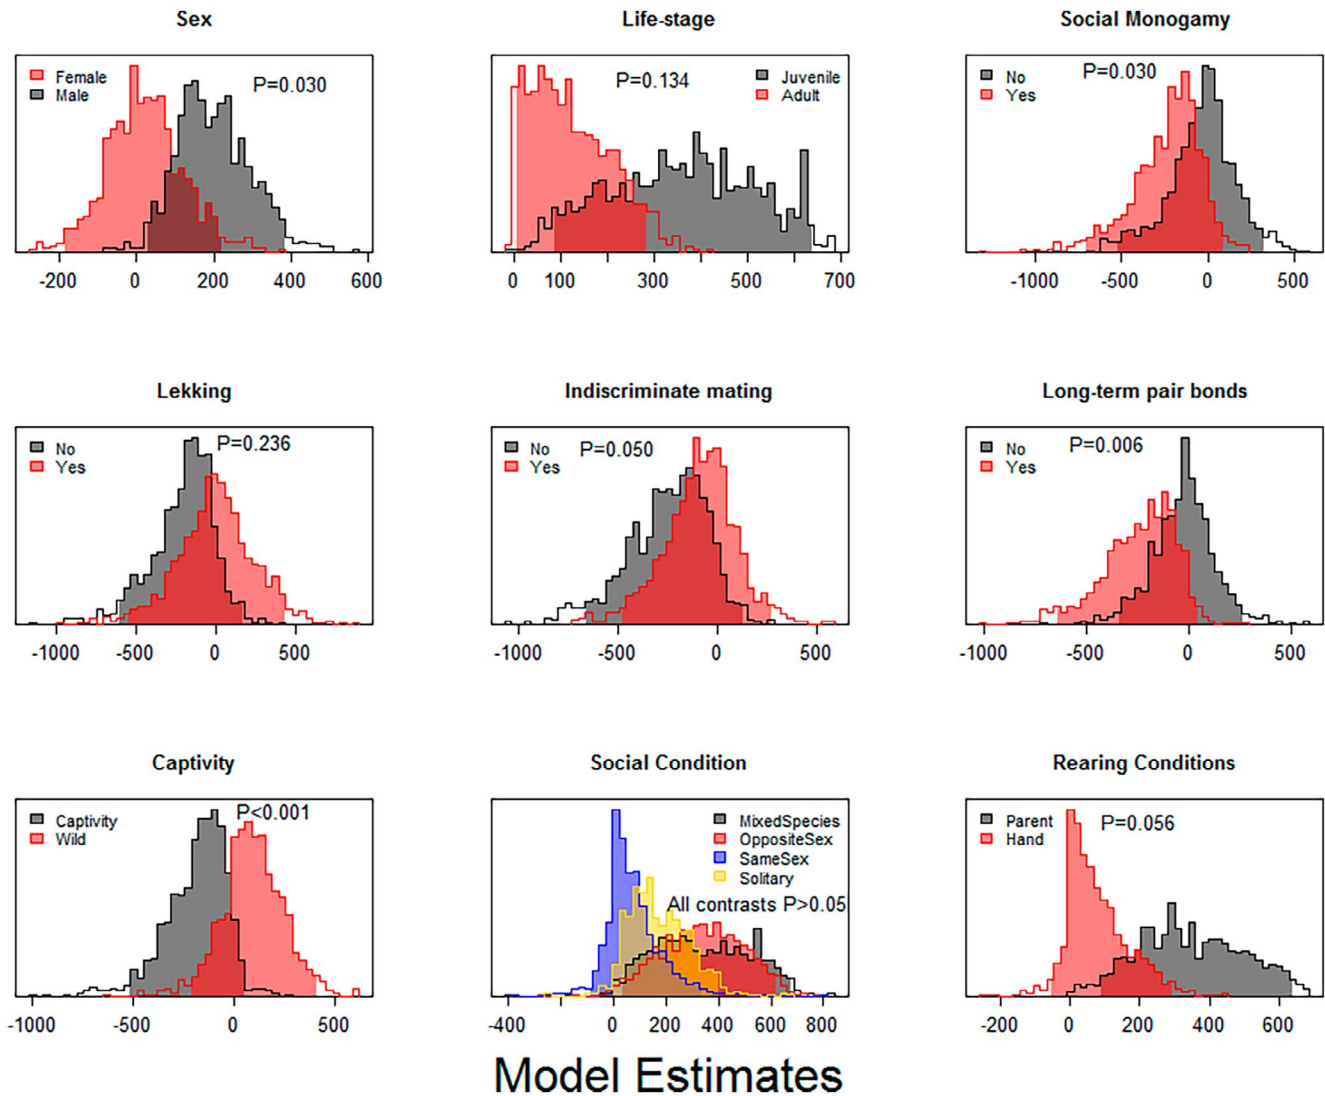 Sex
Female
Male
P=0.030
-200 0 200 400 600
Life-stage
P=0.134
Juvenile
Adult
0 100 300 500 700
Social Monogamy
No
Yes
P=0.030
-1000 -500 0 500
Lekking
No
Yes
P=0.236
-1000 -500 0 500
Indiscriminate mating
No
Yes
P=0.050
-1000 -500 0 500
Long-term pair bonds
No
Yes
P=0.006
-1000 -500 0 500
Captivity
Captivity
Wild
P<0.001
-1000 -500 0 500
Social Condition
MixedSpecies
OppositeSex
SameSex
Solitary
All contrasts P>0.05
-400 0 200 400 600 800
Rearing Conditions
Parent
Hand
P=0.056
-200 0 200 400 600
Model Estimates